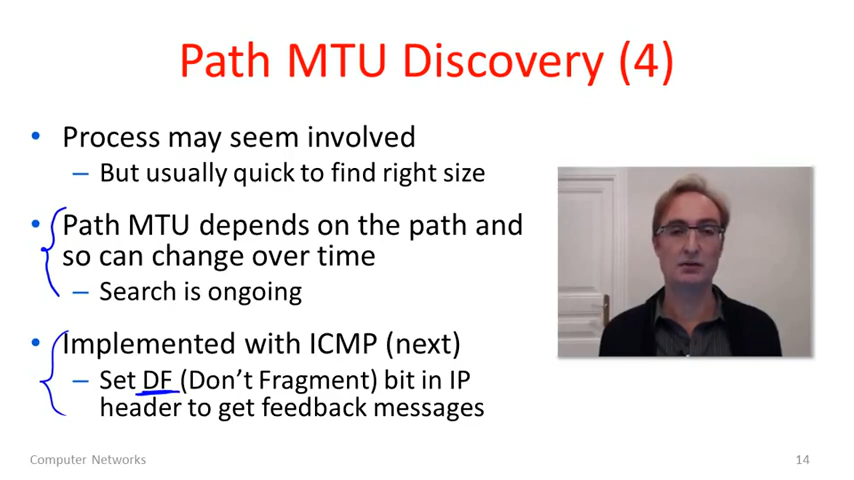 Path MTU Discovery (4)
• Process may seem involved
– But usually quick to find right size
• Path MTU depends on the path and
so can change over time
– Search is ongoing
• Implemented with ICMP (next)
– Set DF (Don't Fragment) bit in IP
header to get feedback messages
Computer Networks
14